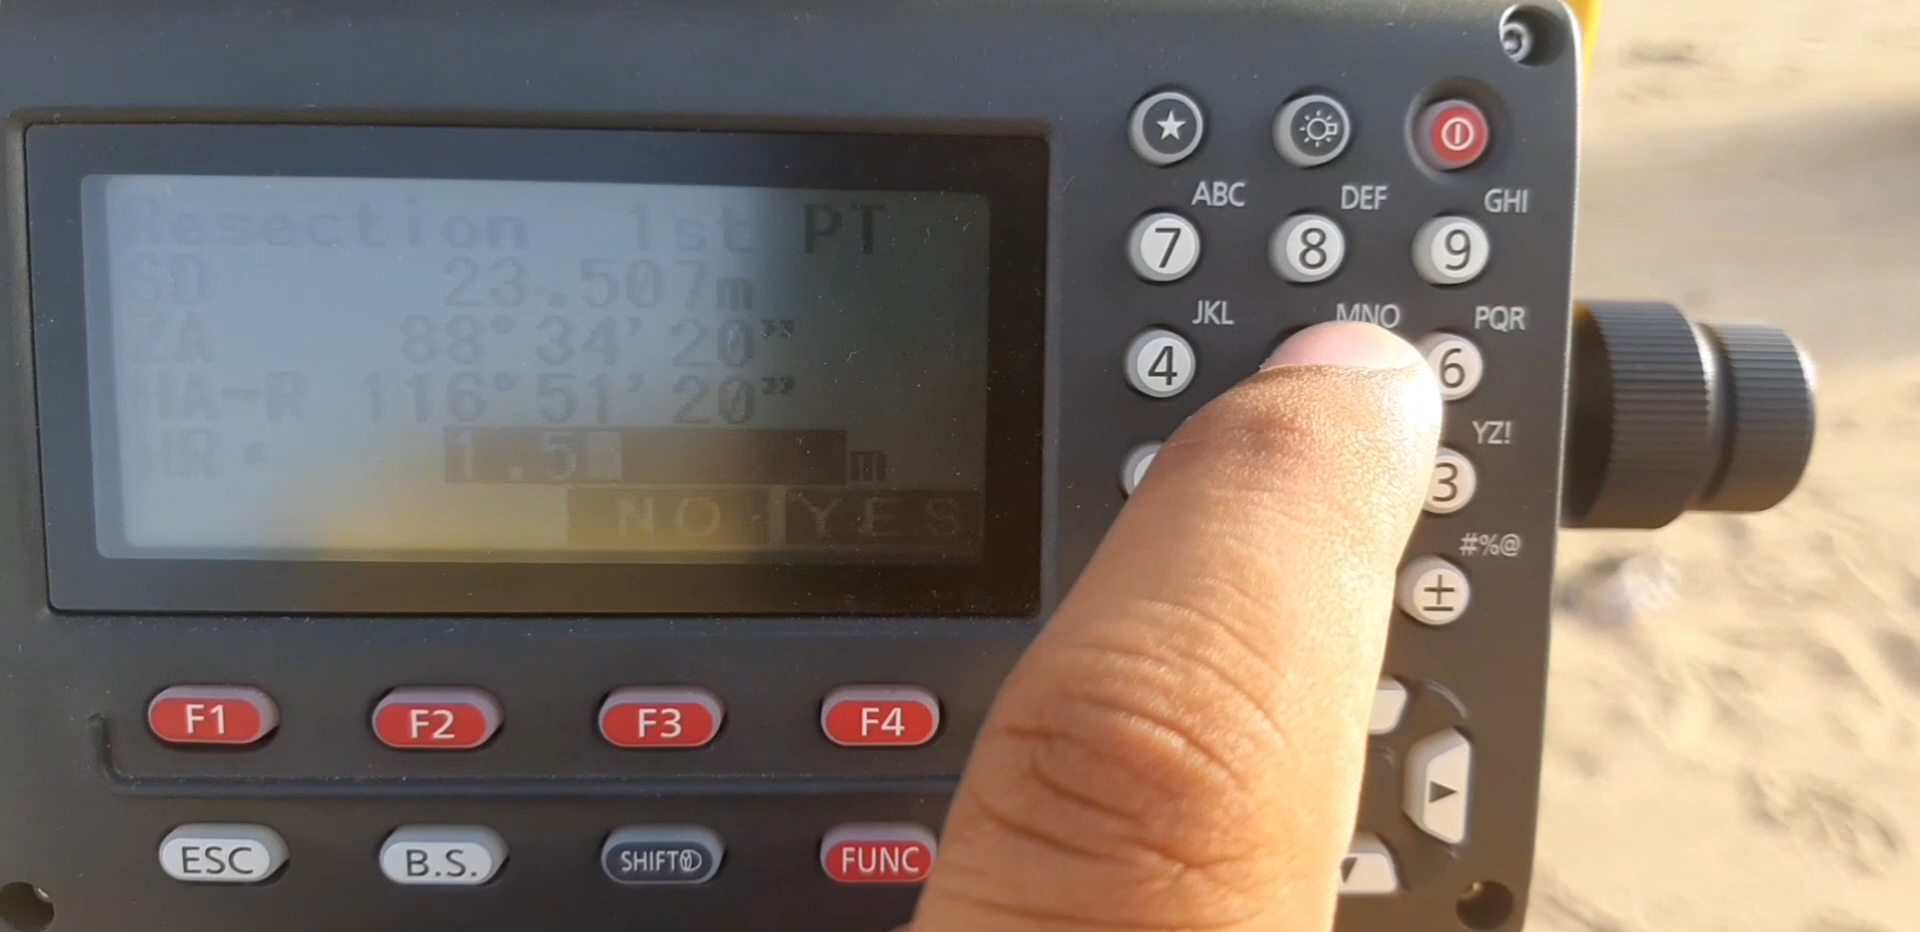 Resection 1st PT
SD 23.507m
ZA 88°34'20"
HA-R 116°51'20"
HR 1.5 m
NO YES
ABC DEF GHI
7 8 9
JKL MNO PQR
4 6
YZ!
3
#%@
±
F1 F2 F3 F4
ESC B.S. SHIFT FUNC